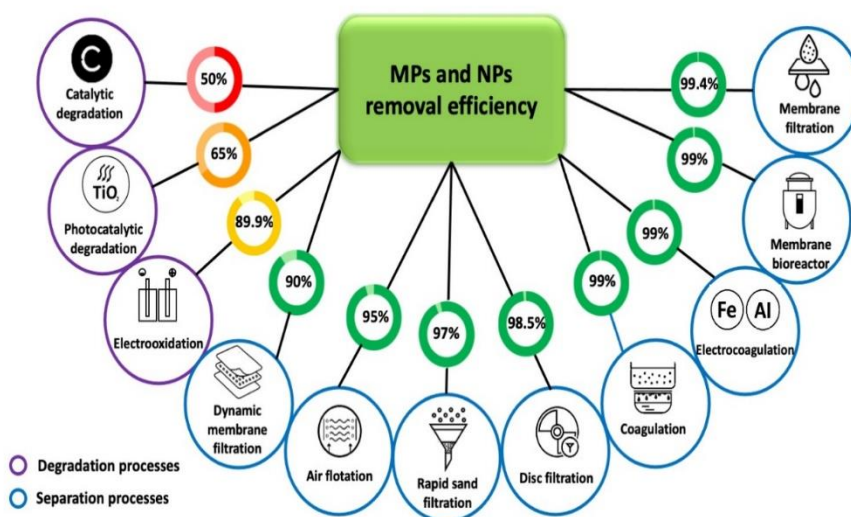 MPs and NPs
removal efficiency
C
Catalytic
degradation
50%
TiO₂
Photocatalytic
degradation
65%
Electrooxidation
89.9%
Dynamic
membrane
filtration
90%
Air flotation
95%
Rapid sand
filtration
97%
Disc filtration
98.5%
Coagulation
99%
Fe Al
Electrocoagulation
99%
Membrane
bioreactor
99%
Membrane
filtration
99.4%
Degradation processes
Separation processes